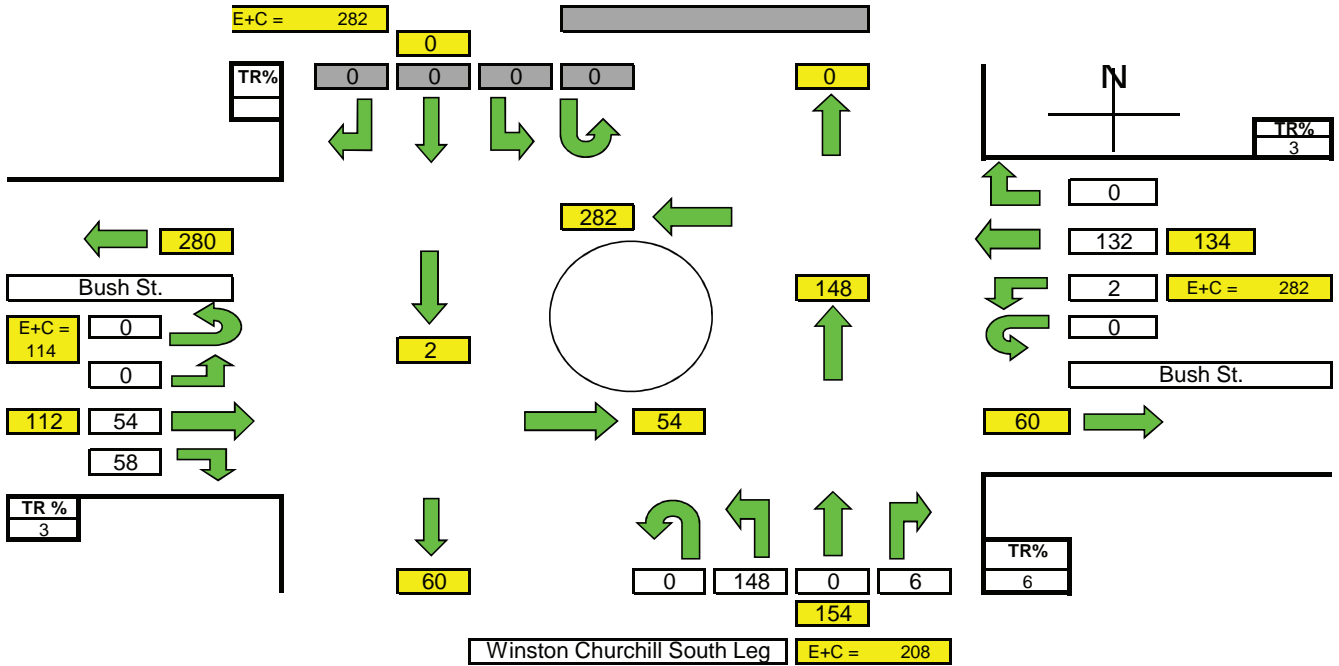 E+C = 282
0
TR%
0 0 0 0
0
N
TR%
3
0
282
280
132 134
Bush St.
148
2 E+C = 282
E+C =
114
0
0
2
0
Bush St.
112 54
54
60
58
TR %
3
TR%
6
60
0 148 0 6
154
Winston Churchill South Leg E+C = 208